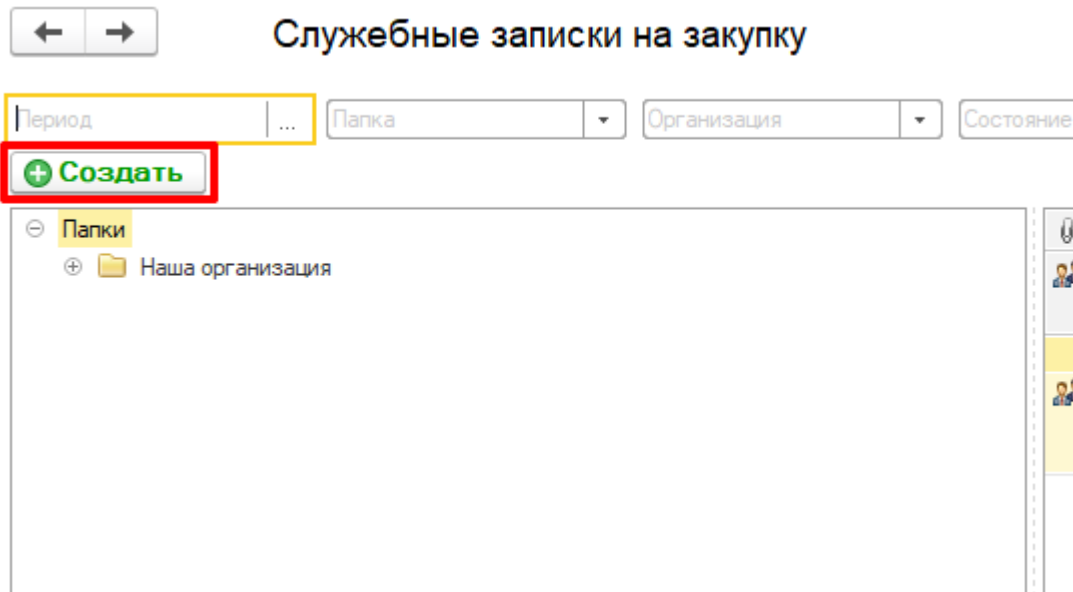 Служебные записки на закупку
Период ... Папка Организация Состояние
Создать
Папки
Наша организация